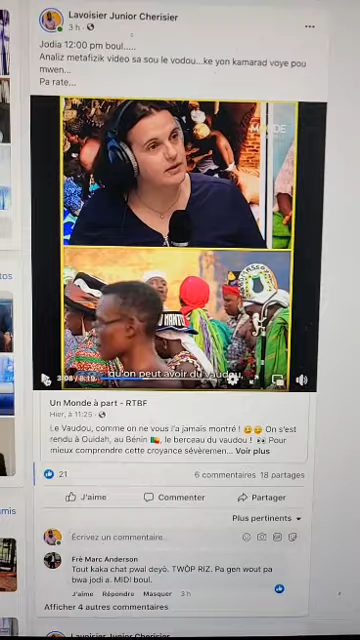 Lavoisier Junior Cherisier
3 h ·
Jodia 12:00 pm boul.....
Analiz metafizik video sa sou le vodou...ke yon kamarad voye pou
mwen...
Pa rate...
qu'on peut avoir du vaudou,
3:08 / 8:19
Un Monde à part - RTBF
Hier, à 11:25 ·
Le Vaudou, comme on ne vous l'a jamais montré ! On s'est
rendu à Ouidah, au Bénin, le berceau du vaudou ! Pour
mieux comprendre cette croyance sévèremen... Voir plus
21
6 commentaires 18 partages
J'aime
Commenter
Partager
Plus pertinents
Écrivez un commentaire...
Frè Marc Anderson
Tout kaka chat pwal deyò. TWÒP RIZ. Pa gen wout pa
bwa jodi a. MIDI boul.
J'aime Répondre Masquer 3 h
Afficher 4 autres commentaires
Lavoisier Junior Cherisier